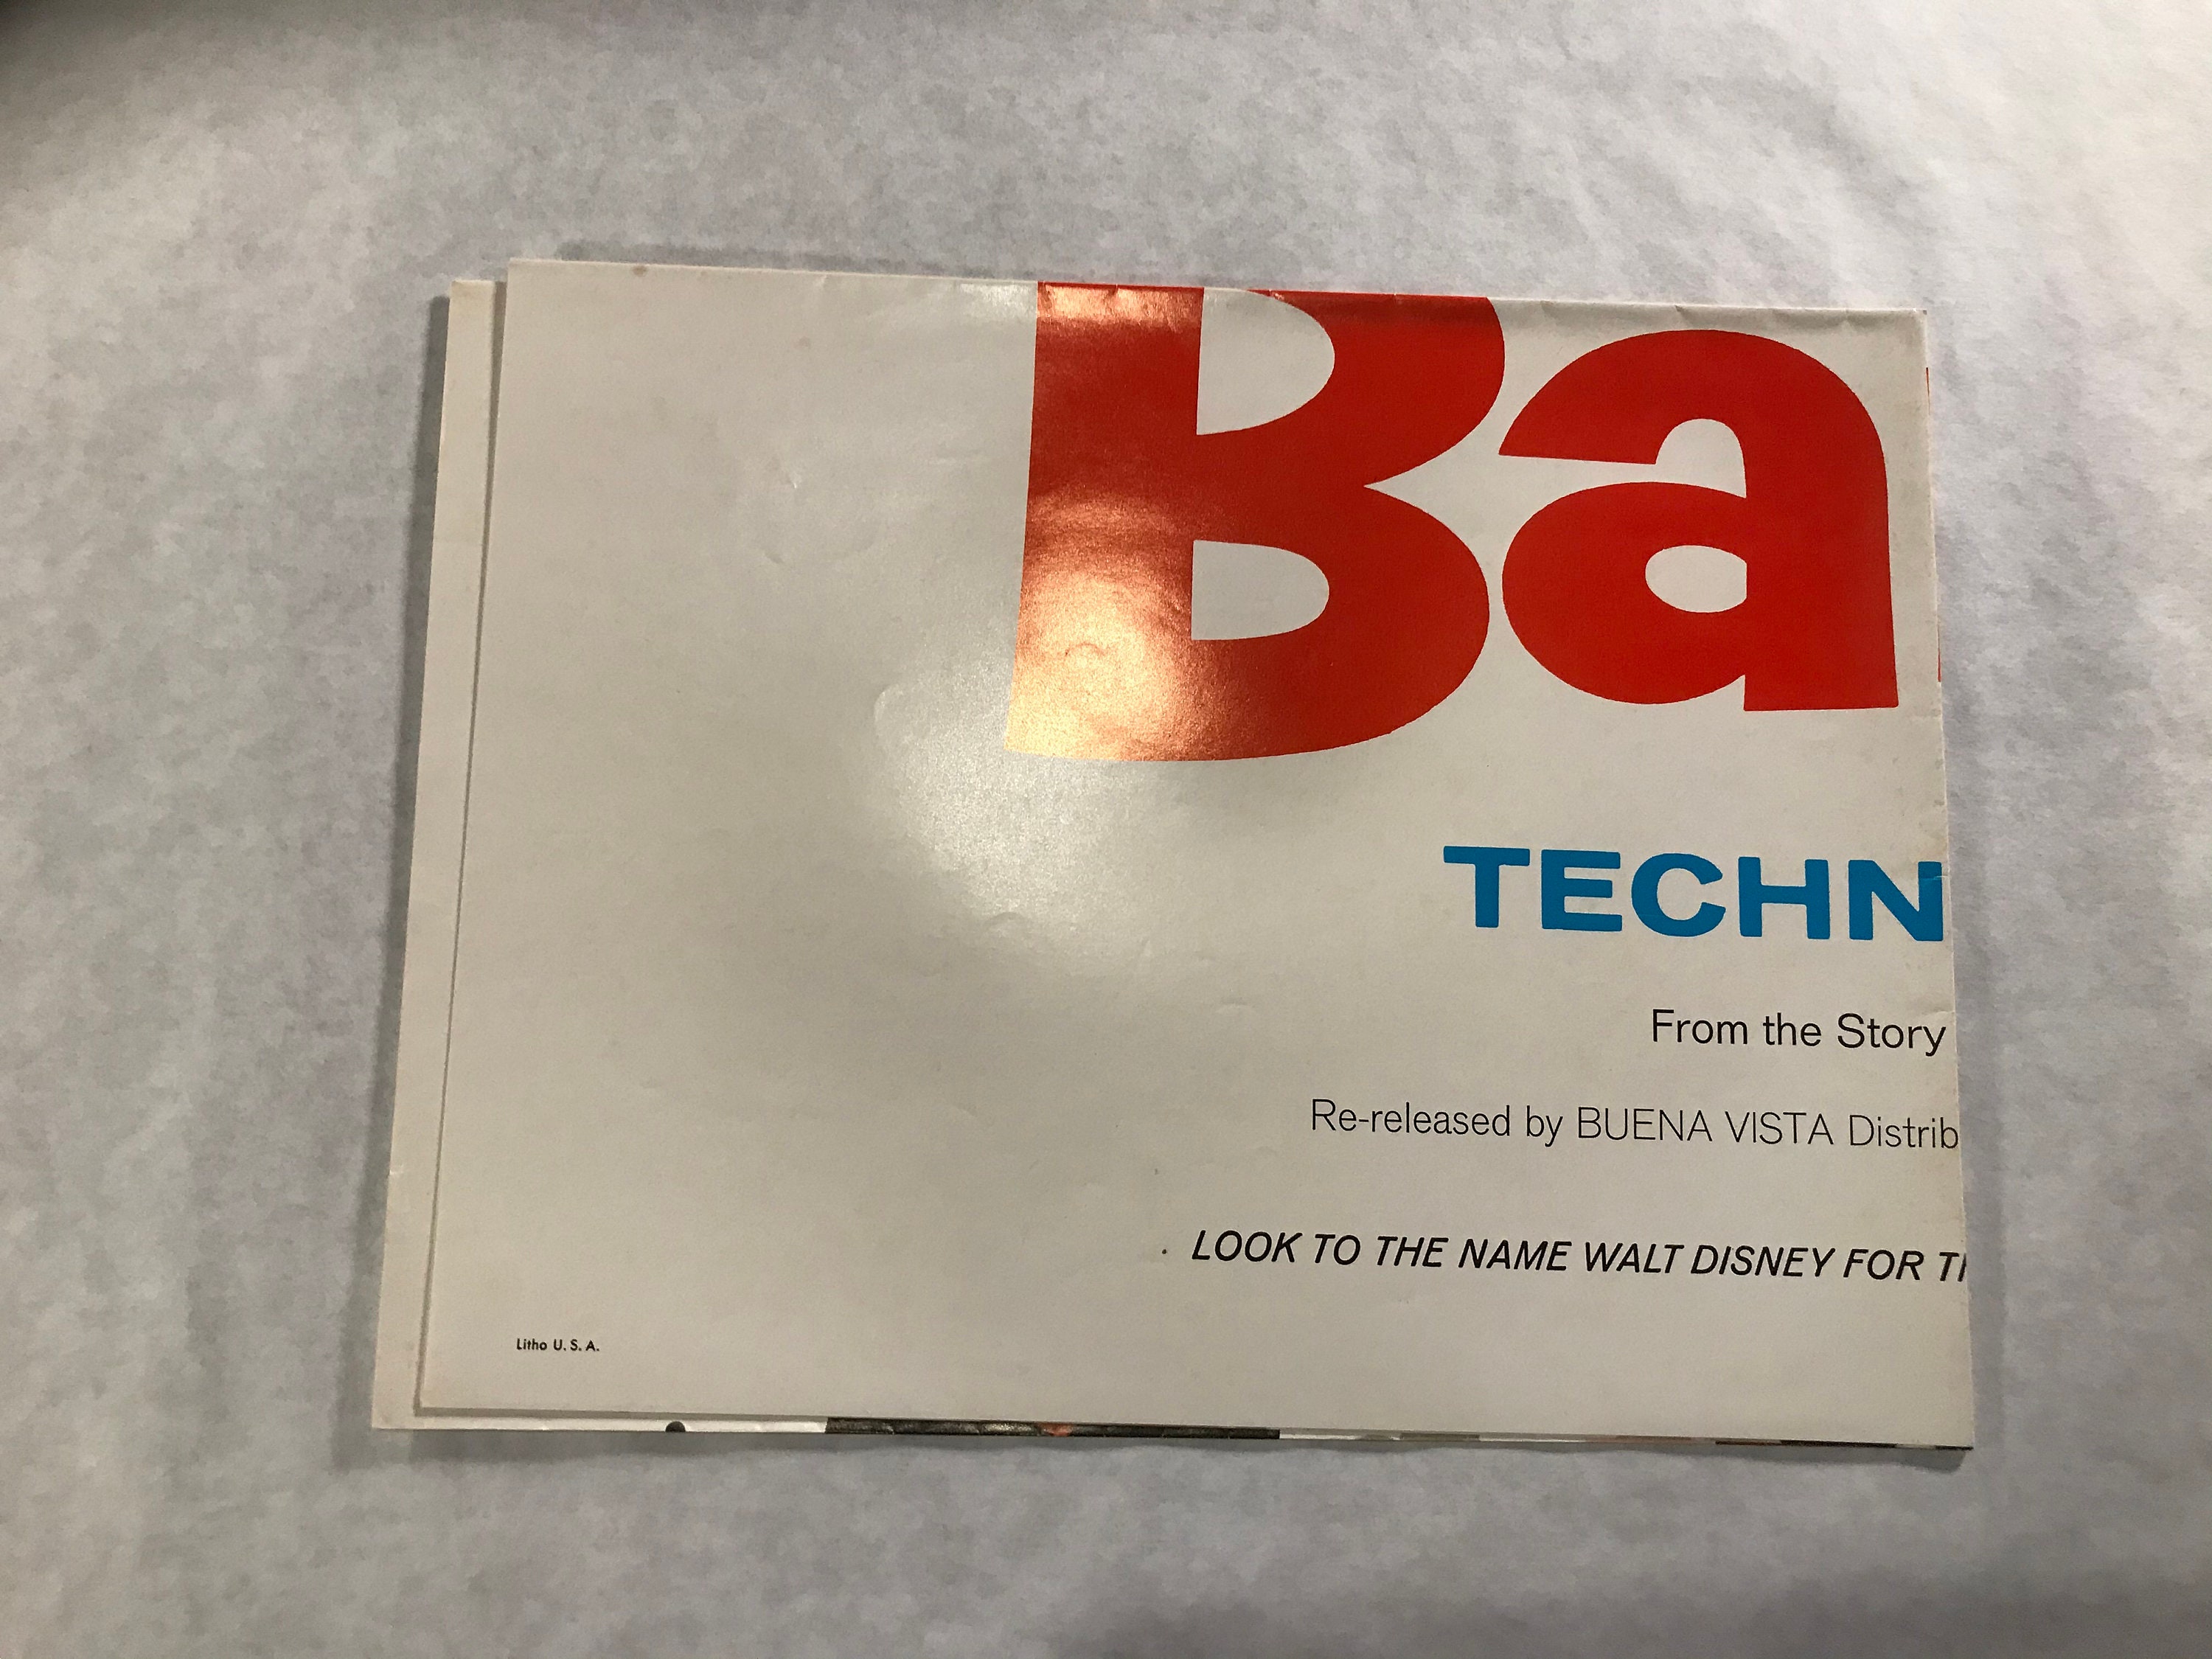 Ba
TECHN
From the Story
Re-released by BUENA VISTA Distrib
LOOK TO THE NAME WALT DISNEY FOR TH
Litho U. S. A.